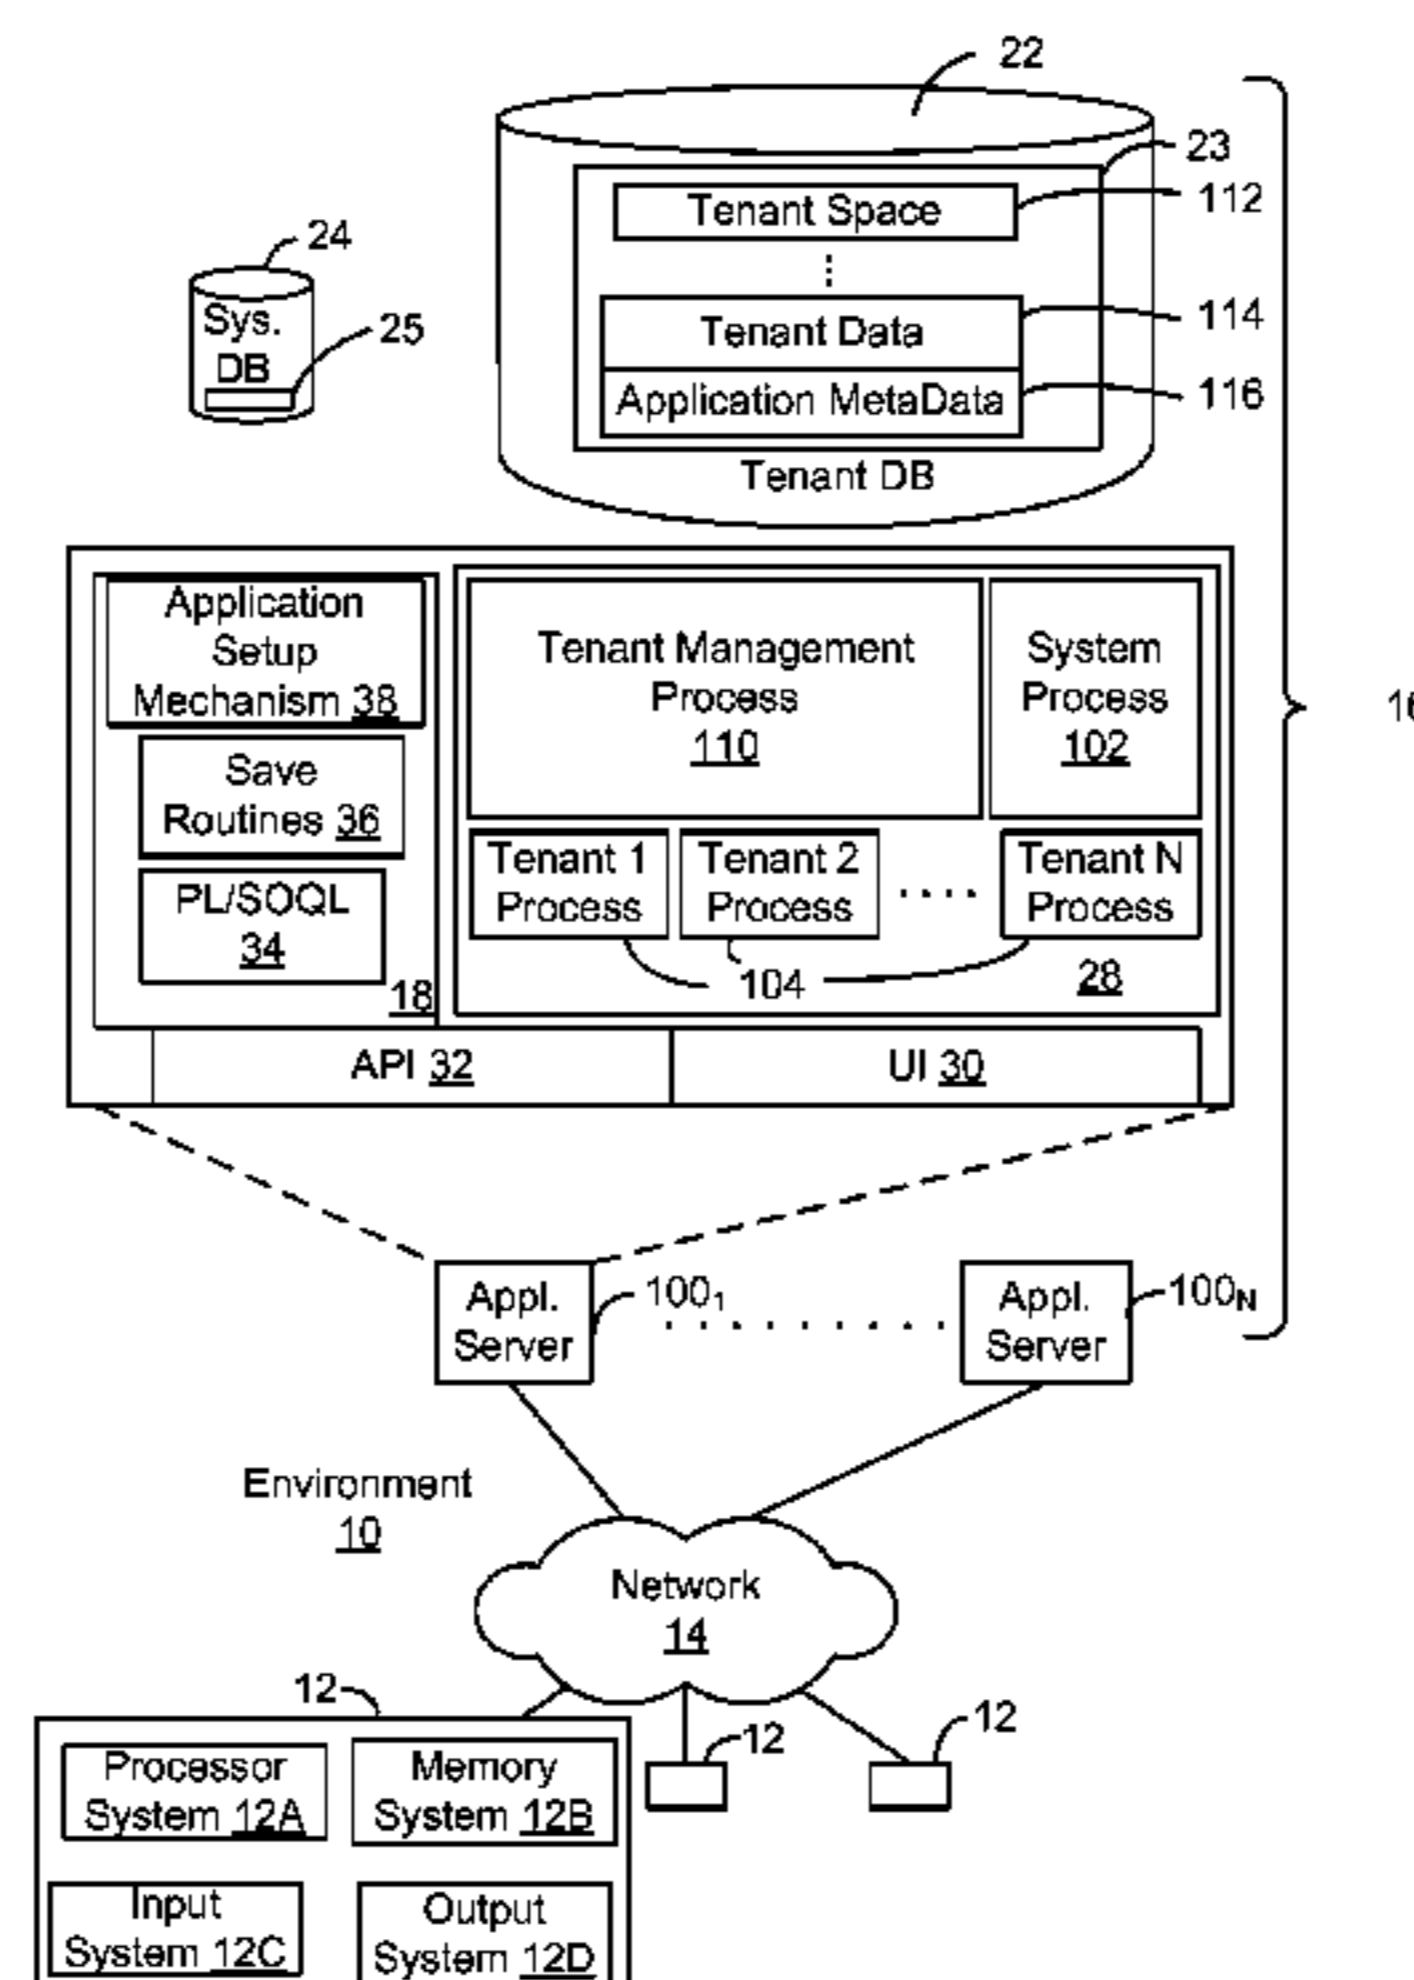 22
23
Tenant Space
112
24
Sys.
DB
25
Tenant Data
114
Application MetaData
116
Tenant DB
Application
Setup
Mechanism 38
Save
Routines 36
PL/SOQL
34
18
Tenant Management
Process
110
System
Process
102
Tenant 1
Process
Tenant 2
Process
Tenant N
Process
104
28
API 32
UI 30
Appl.
Server
100₁
Appl.
Server
100N
Environment
10
Network
14
12
12
12
Processor
System 12A
Memory
System 12B
Input
System 12C
Output
System 12D